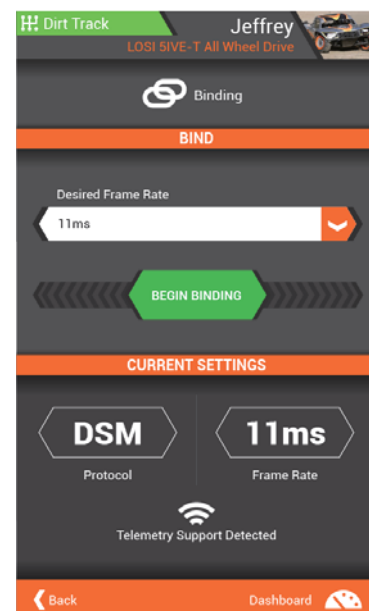 Dirt Track
Jeffrey
LOSI 5IVE-T All Wheel Drive
Binding
BIND
Desired Frame Rate
11ms
BEGIN BINDING
CURRENT SETTINGS
DSM
11ms
Protocol
Frame Rate
Telemetry Support Detected
Back
Dashboard